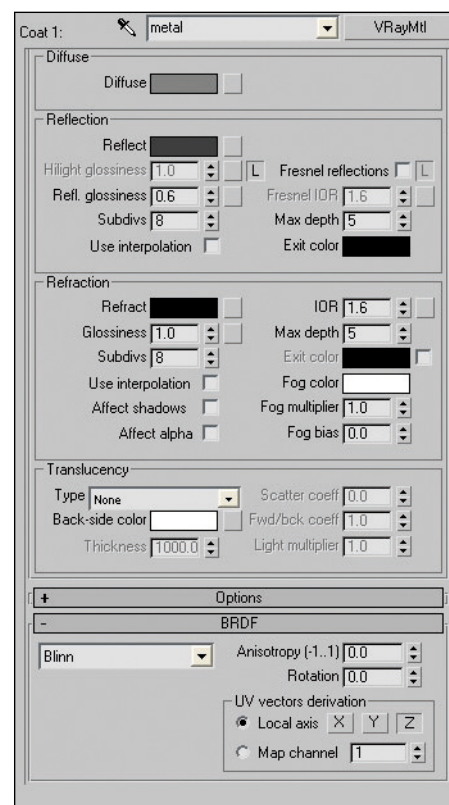 Coat 1: metal VRayMtl
Diffuse
Diffuse
Reflection
Reflect
Hilight glossiness 1.0 L Fresnel reflections L
Refl. glossiness 0.6 Fresnel IOR 1.6
Subdivs 8 Max depth 5
Use interpolation Exit color
Refraction
Refract IOR 1.6
Glossiness 1.0 Max depth 5
Subdivs 8 Exit color
Use interpolation Fog color
Affect shadows Fog multiplier 1.0
Affect alpha Fog bias 0.0
Translucency
Type None Scatter coeff 0.0
Back-side color Fwd/bck coeff 1.0
Thickness 1000.0 Light multiplier 1.0
+ Options
- BRDF
Blinn Anisotropy (-1..1) 0.0
Rotation 0.0
UV vectors derivation
Local axis X Y Z
Map channel 1